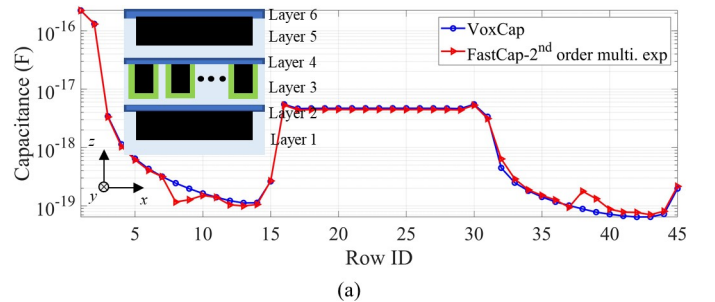 Layer 6
Layer 5
Layer 4
Layer 3
Layer 2
Layer 1
VoxCap
FastCap-2nd order multi. exp
Capacitance (F)
10-16
10-17
10-18
10-19
z
y
x
5
10
15
20
25
30
35
40
45
Row ID
(a)